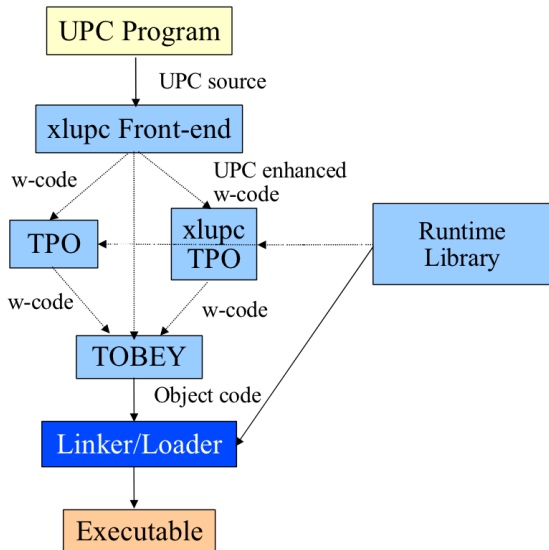 UPC Program
UPC source
xlupc Front-end
w-code
UPC enhanced
w-code
TPO
xlupc
TPO
Runtime
Library
w-code
w-code
TOBEY
Object code
Linker/Loader
Executable